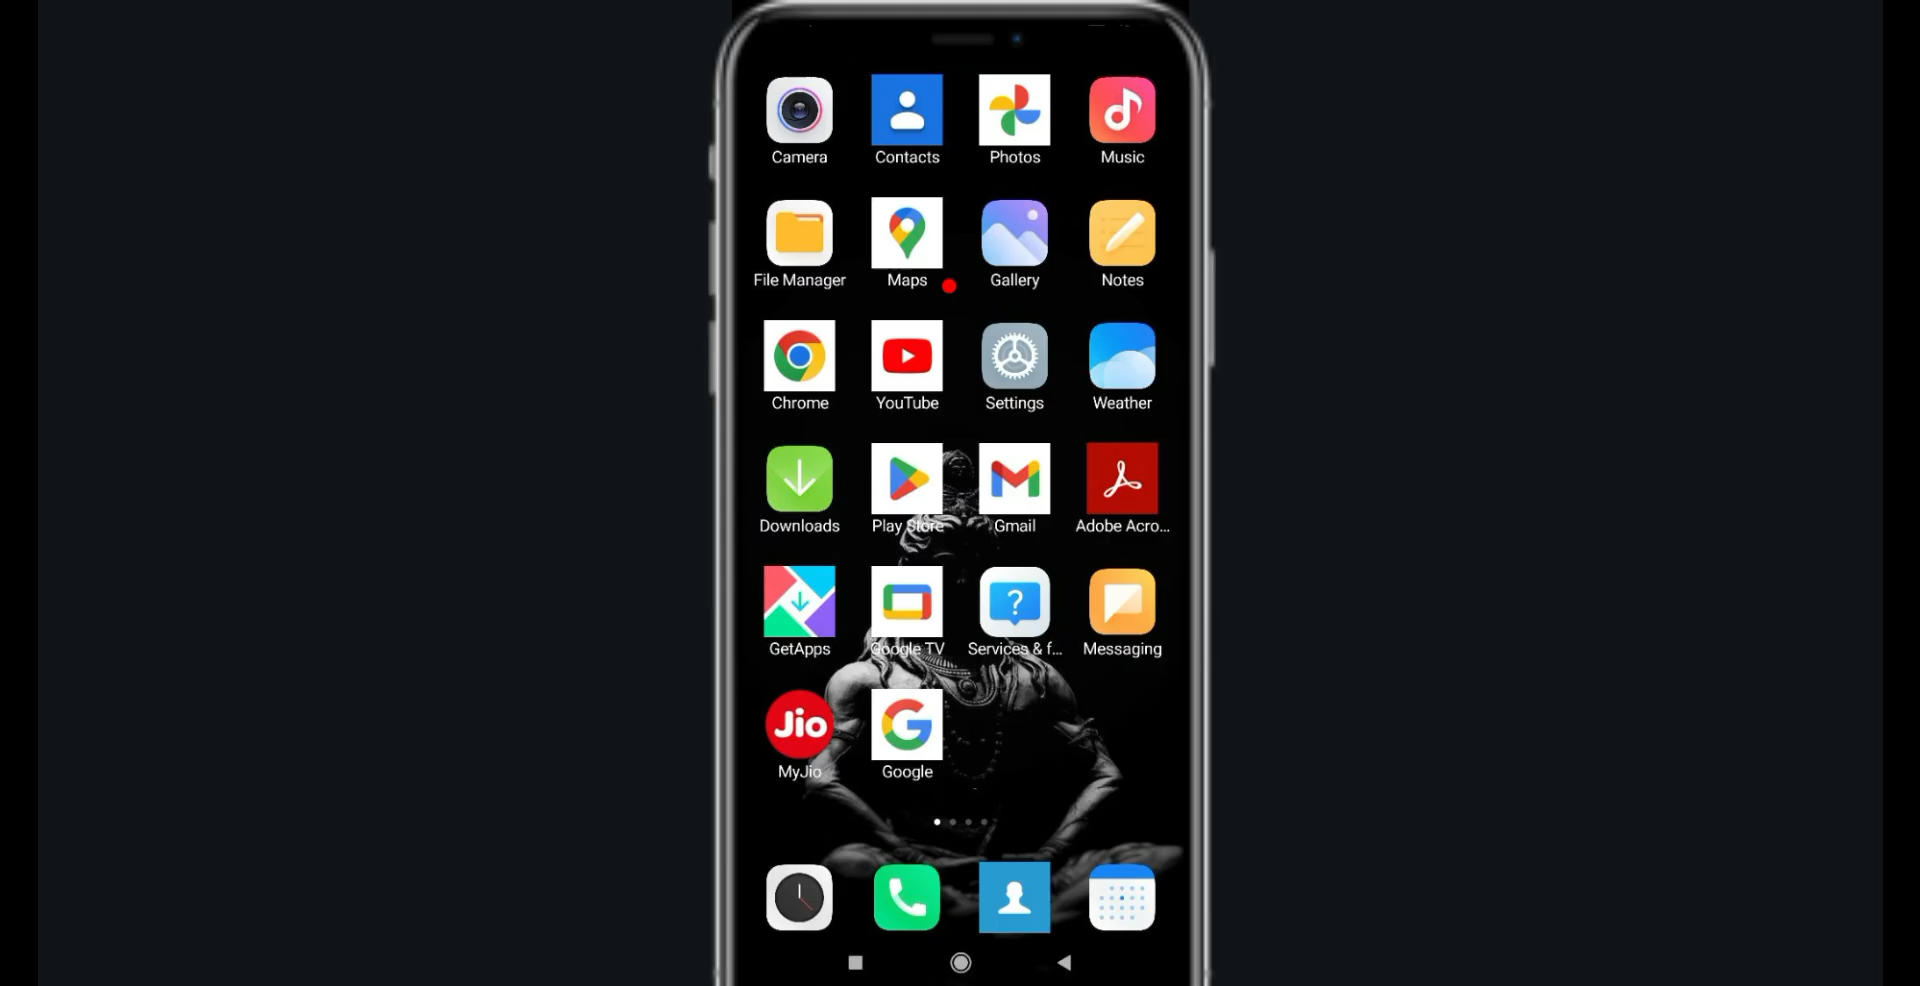 Camera Contacts Photos Music
File Manager Maps Gallery Notes
Chrome YouTube Settings Weather
Downloads Play Store Gmail Adobe Acro...
GetApps Google TV Services & f... Messaging
Jio
MyJio Google